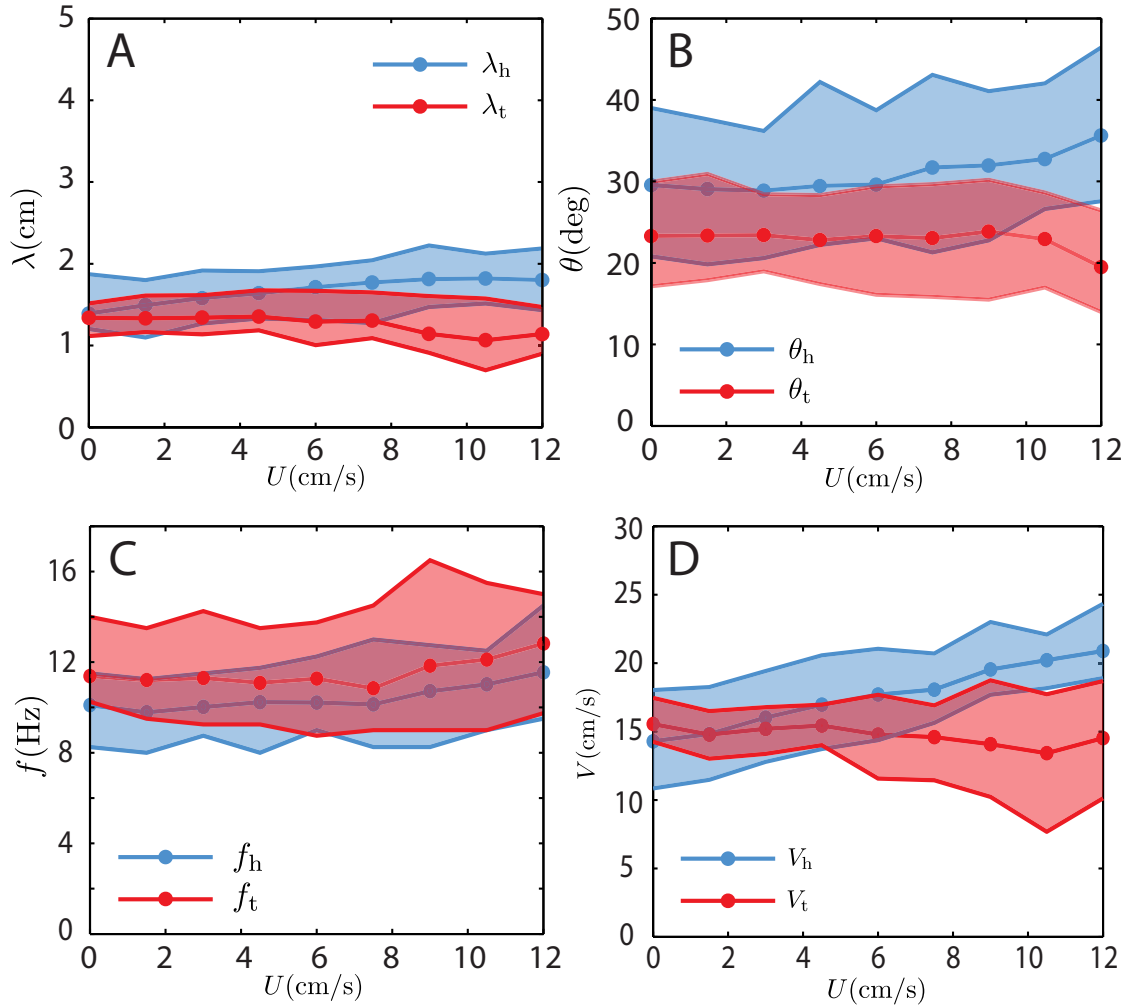 A
λh
λt
5
4
3
2
1
0
λ(cm)
0 2 4 6 8 10 12
U(cm/s)
B
50
40
30
20
10
0
θ(deg)
θh
θt
0 2 4 6 8 10 12
U(cm/s)
C
16
12
8
4
0
f(Hz)
fh
ft
0 2 4 6 8 10 12
U(cm/s)
D
30
25
20
15
10
5
0
V(cm/s)
Vh
Vt
0 2 4 6 8 10 12
U(cm/s)